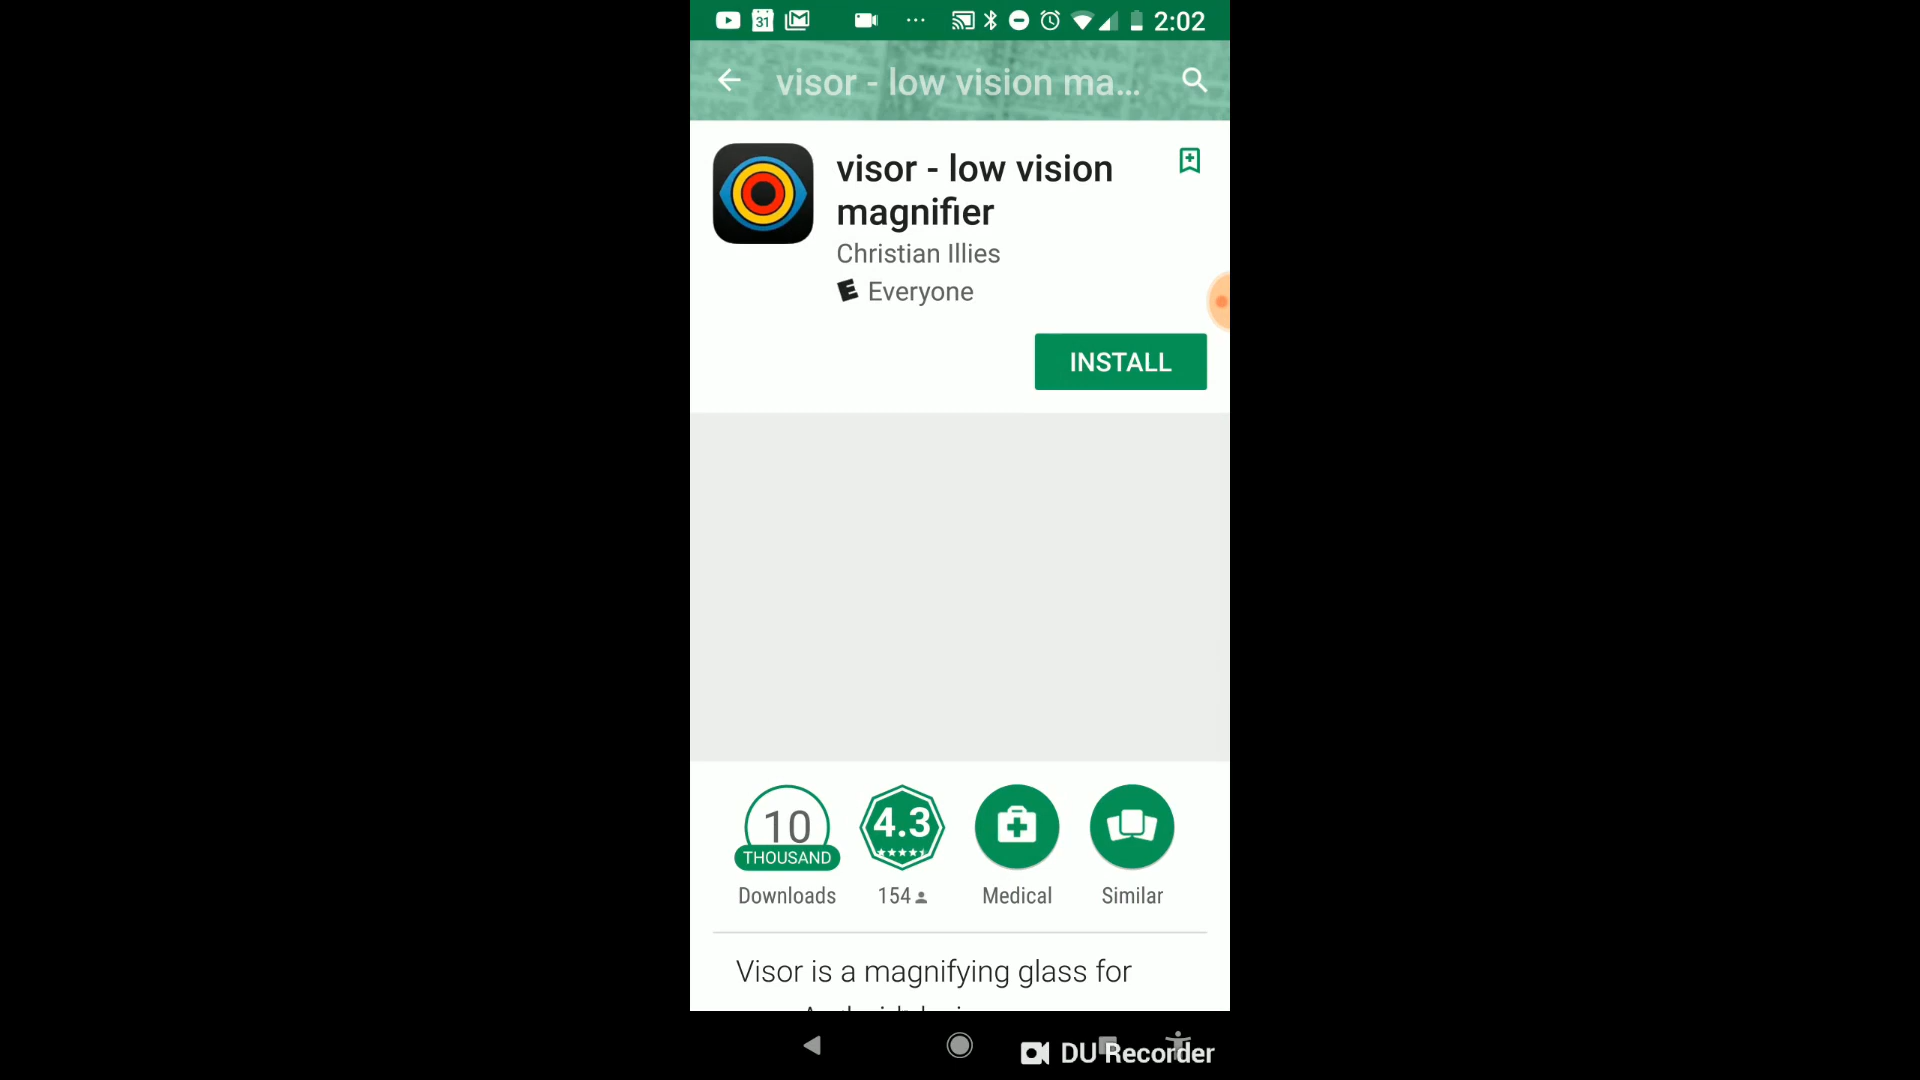 31 2:02
visor - low vision ma...
visor - low vision
magnifier
Christian Illies
E Everyone
INSTALL
10
THOUSAND
4.3
Downloads
154
Medical
Similar
Visor is a magnifying glass for
DU Recorder